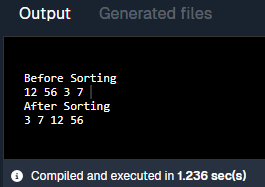 Output Generated files
Before Sorting
12 56 3 7
After Sorting
3 7 12 56
Compiled and executed in 1.236 sec(s)